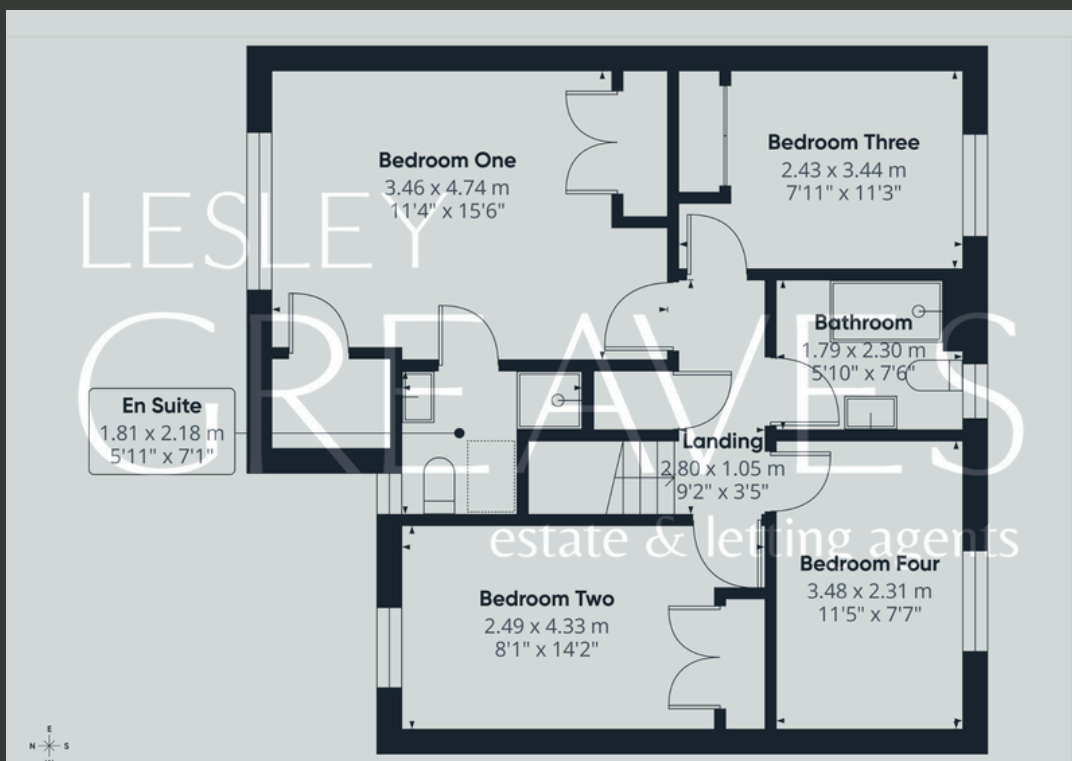 Bedroom One
3.46 x 4.74 m
11'4" x 15'6"
Bedroom Three
2.43 x 3.44 m
7'11" x 11'3"
LESLEY
GREAVES
estate & letting agents
Bathroom
1.79 x 2.30 m
5'10" x 7'6"
En Suite
1.81 x 2.18 m
5'11" x 7'1"
Landing
2.80 x 1.05 m
9'2" x 3'5"
Bedroom Two
2.49 x 4.33 m
8'1" x 14'2"
Bedroom Four
3.48 x 2.31 m
11'5" x 7'7"
E
N S